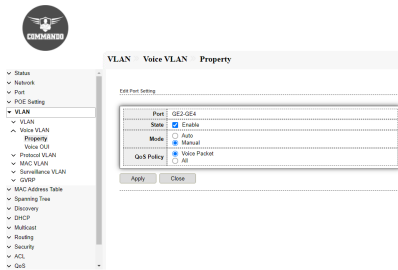 COMMANDO
VLAN » Voice VLAN » Property
Status
Network
Port
POE Setting
VLAN
VLAN
Voice VLAN
Property
Voice OUI
Protocol VLAN
MAC VLAN
Surveillance VLAN
GVRP
MAC Address Table
Spanning Tree
Discovery
DHCP
Multicast
Routing
Security
ACL
QoS
Edit Port Setting
Port GE2-GE4
State Enable
Mode Auto
Manual
QoS Policy Voice Packet
All
Apply Close